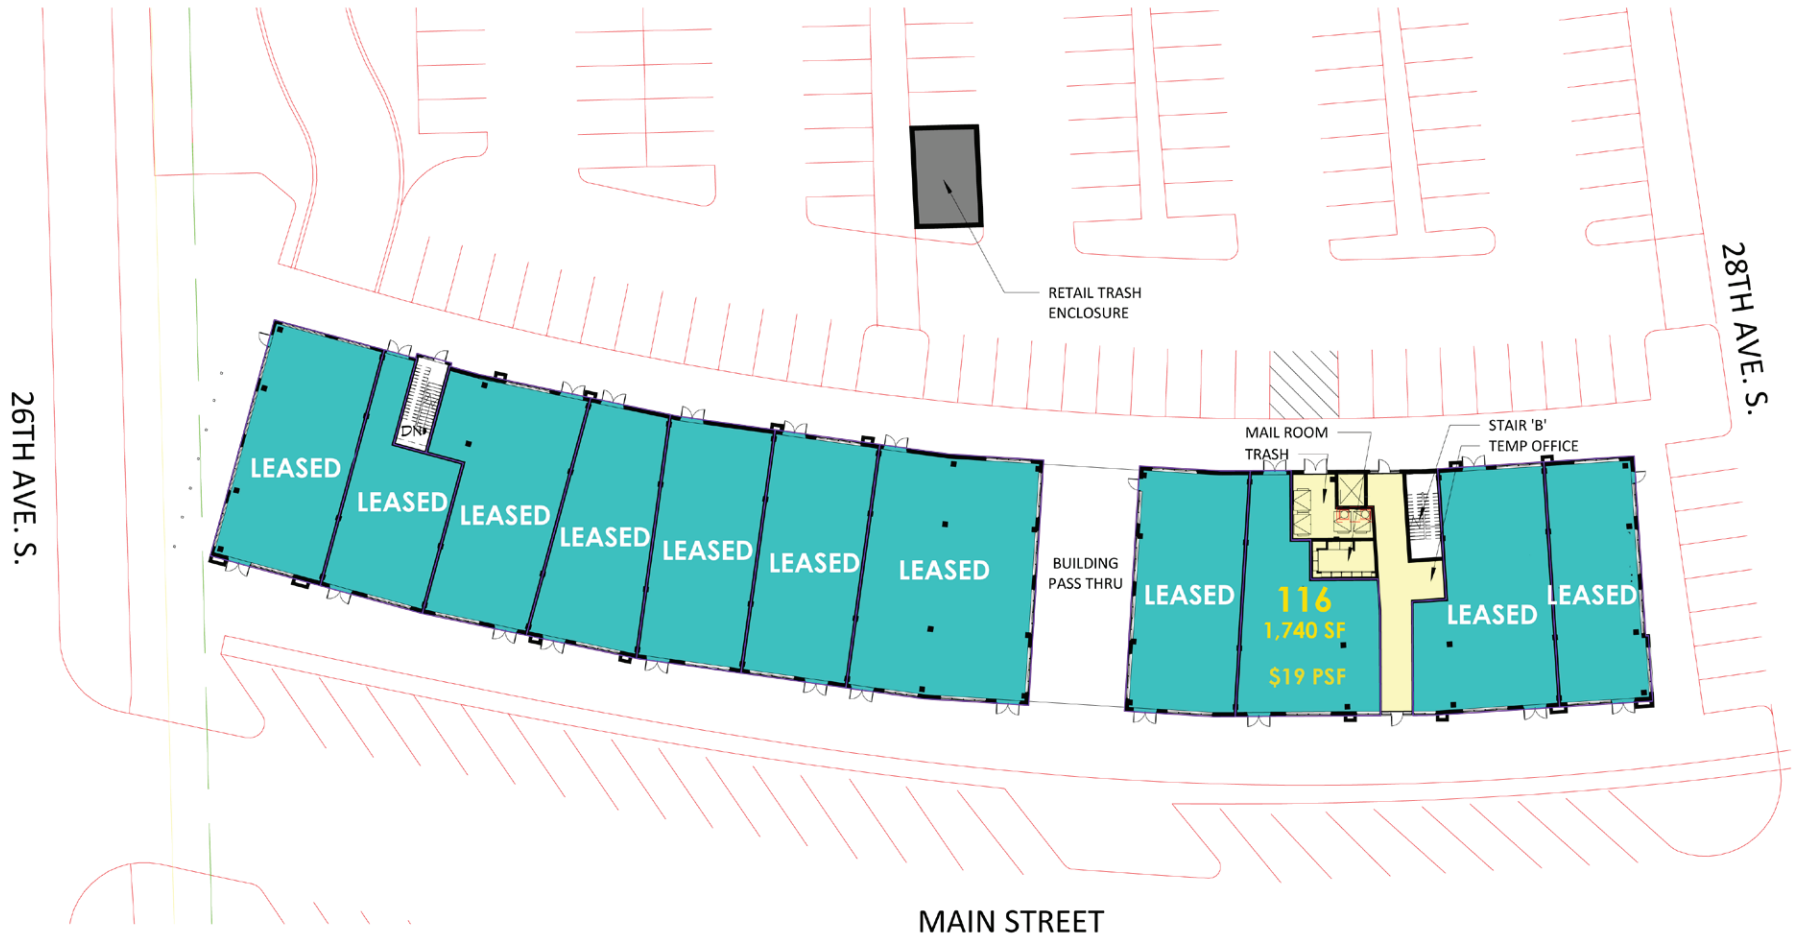 RETAIL TRASH
ENCLOSURE
28TH AVE. S.
26TH AVE. S.
DN
MAIL ROOM
TRASH
STAIR 'B'
TEMP OFFICE
LEASED
LEASED
LEASED
LEASED
LEASED
LEASED
LEASED
BUILDING
PASS THRU
LEASED
116
1,740 SF
$19 PSF
LEASED
LEASED
MAIN STREET